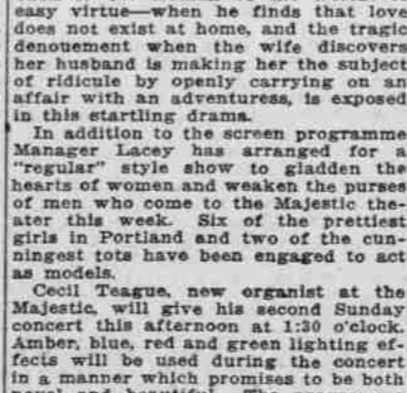 easy virtue—when he finds that love
does not exist at home, and the tragic
denouement when the wife discovers
her husband is making her the subject
of ridicule by openly carrying on an
affair with an adventuress, is exposed
in this startling drama.
In addition to the screen programme
Manager Lacey has arranged for a
"regular" style show to gladden the
hearts of women and weaken the purses
of men who come to the Majestic the-
ater this week. Six of the prettiest
girls in Portland and two of the cun-
ningest tots have been engaged to act
as models.
Cecil Teague, new organist at the
Majestic, will give his second Sunday
concert this afternoon at 1:30 o'clock.
Amber, blue, red and green lighting ef-
fects will be used during the concert
in a manner which promises to be both